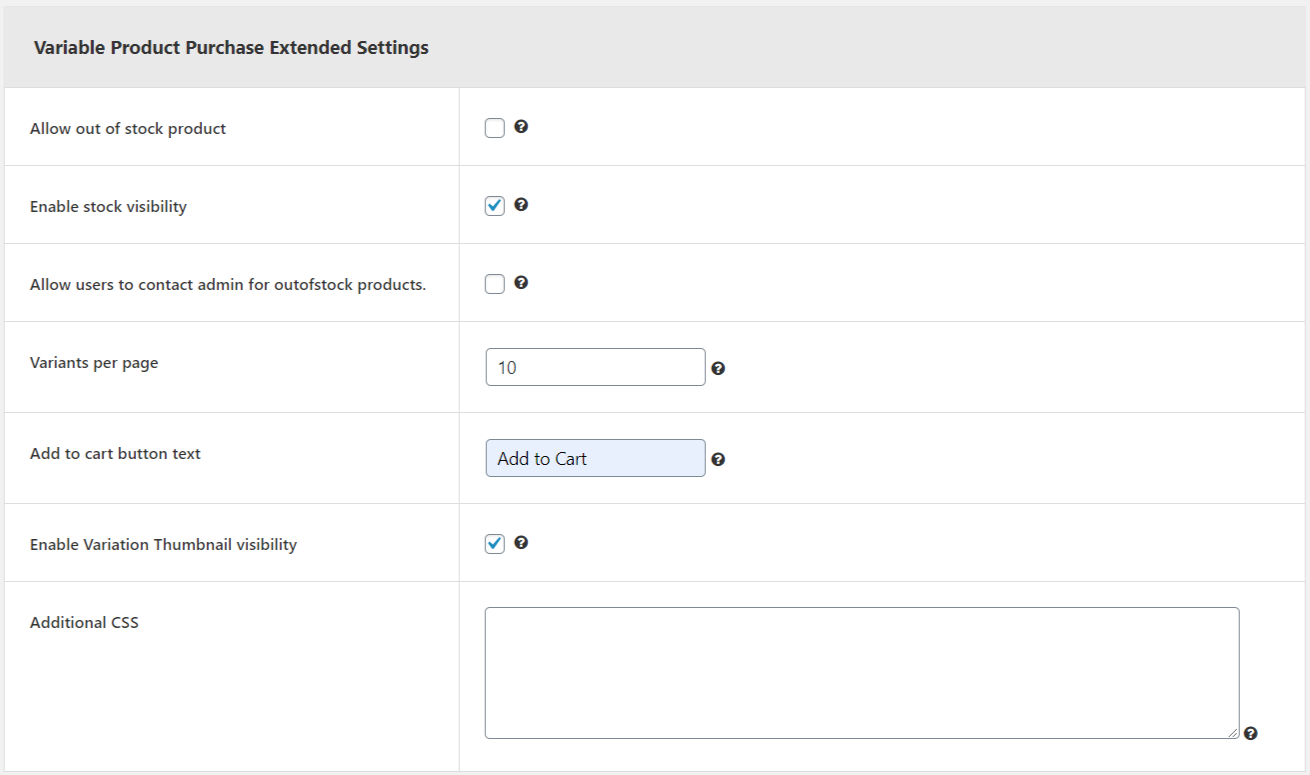 Variable Product Purchase Extended Settings
Allow out of stock product
Enable stock visibility
Allow users to contact admin for outofstock products.
Variants per page
10
Add to cart button text
Add to Cart
Enable Variation Thumbnail visibility
Additional CSS